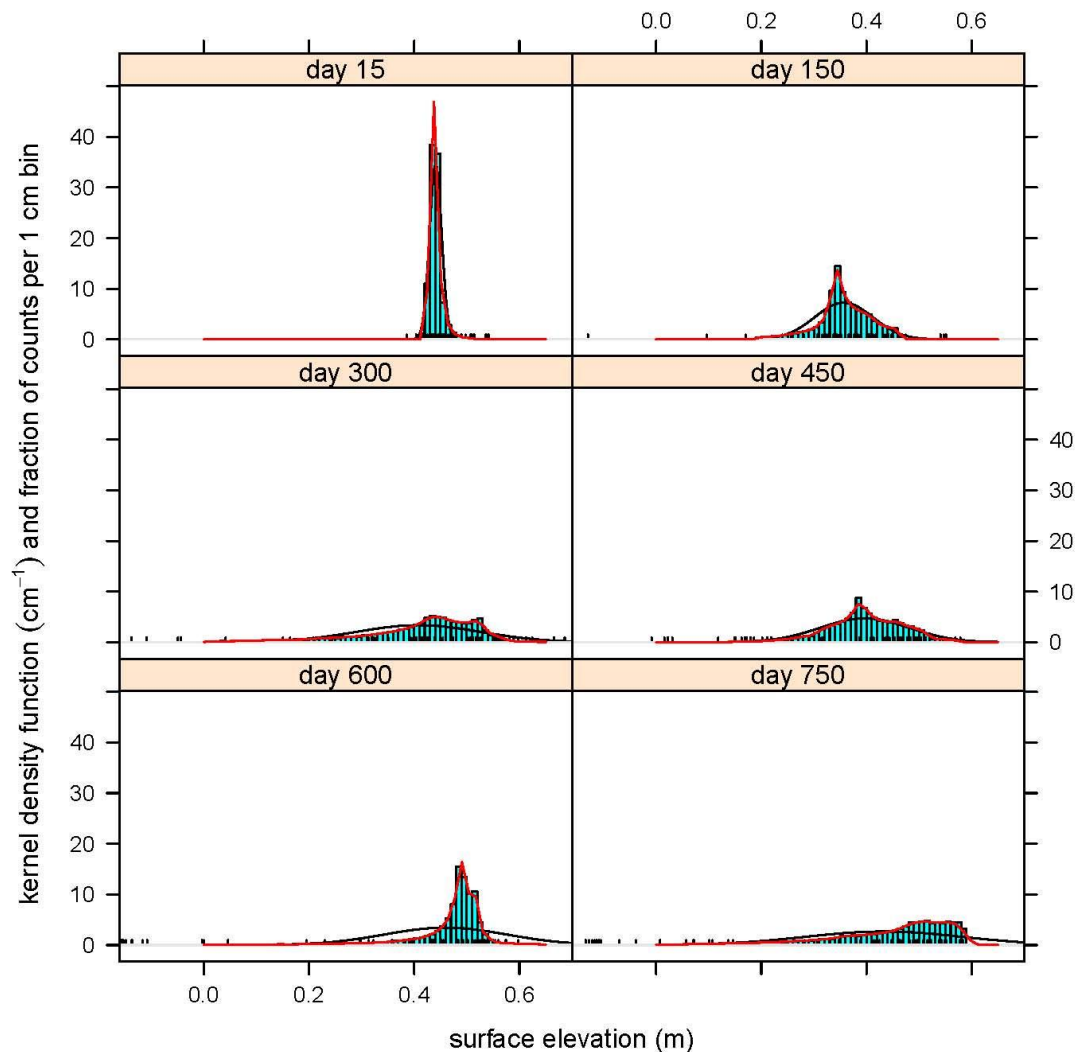 0.0 0.2 0.4 0.6
day 15 day 150
40
30
20
10
0
day 300 day 450
40
30
20
10
0
day 600 day 750
40
30
20
10
0
0.0 0.2 0.4 0.6
surface elevation (m)
kernel density function (cm⁻¹) and fraction of counts per 1 cm bin